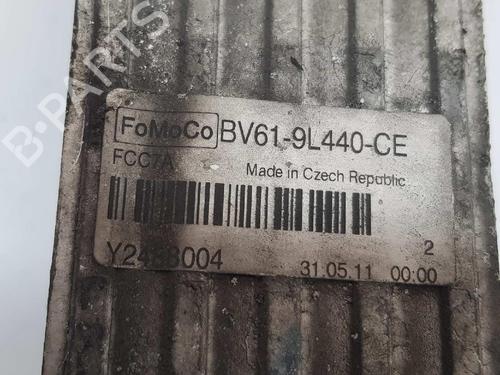 B-PARTS
FoMoCo BV61-9L440-CE
FCC7A
Made in Czech Republic
2
31.05.11 00:00